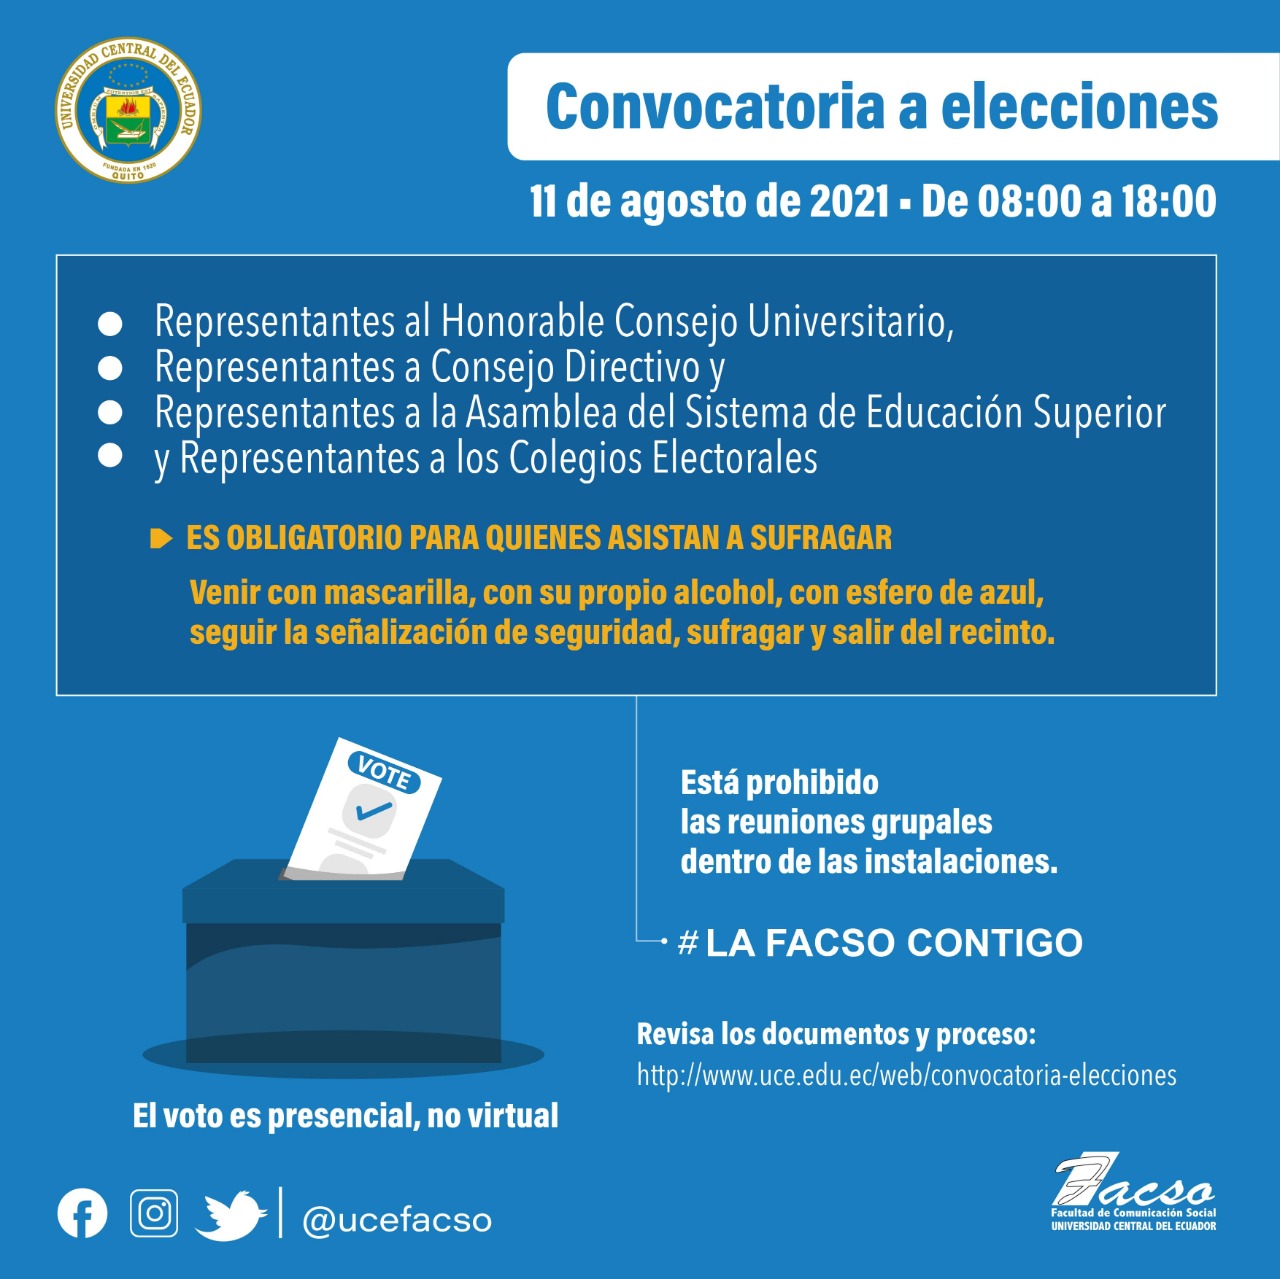 UNIVERSIDAD CENTRAL DEL ECUADOR
FUNDADA EN 1620
QUITO
Convocatoria a elecciones
11 de agosto de 2021 ▪ De 08:00 a 18:00
● Representantes al Honorable Consejo Universitario,
● Representantes a Consejo Directivo y
● Representantes a la Asamblea del Sistema de Educación Superior
● y Representantes a los Colegios Electorales
ES OBLIGATORIO PARA QUIENES ASISTAN A SUFRAGAR
Venir con mascarilla, con su propio alcohol, con esfero de azul,
seguir la señalización de seguridad, sufragar y salir del recinto.
VOTE
Está prohibido
las reuniones grupales
dentro de las instalaciones.
# LA FACSO CONTIGO
Revisa los documentos y proceso:
http://www.uce.edu.ec/web/convocatoria-elecciones
El voto es presencial, no virtual
@ucefacso
Facso
Facultad de Comunicación Social
UNIVERSIDAD CENTRAL DEL ECUADOR